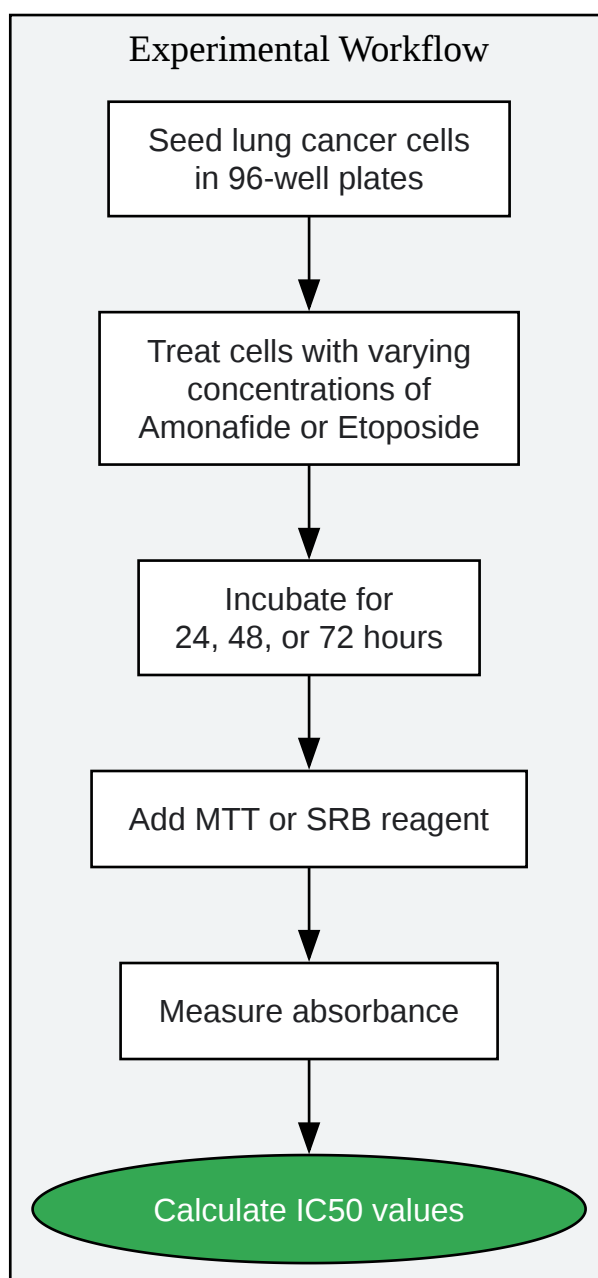 Experimental Workflow
Seed lung cancer cells
in 96-well plates
Treat cells with varying
concentrations of
Amonafide or Etoposide
Incubate for
24, 48, or 72 hours
Add MTT or SRB reagent
Measure absorbance
Calculate IC50 values